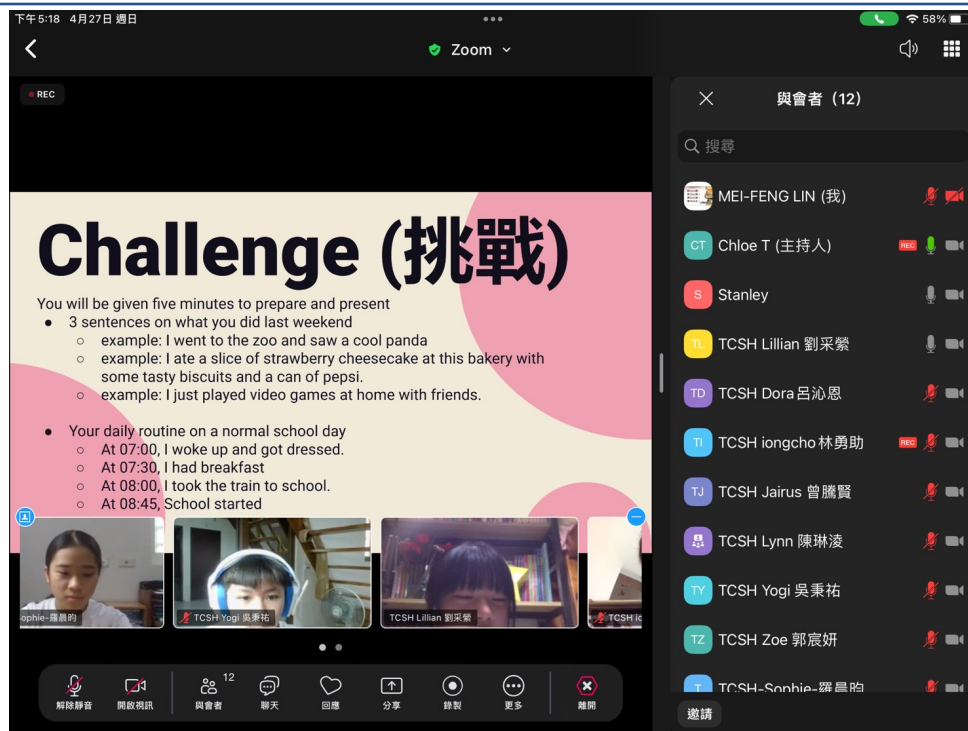 下午5:18 4月27日 週日
58%
Zoom
REC
Challenge (挑戰)
You will be given five minutes to prepare and present
3 sentences on what you did last weekend
example: I went to the zoo and saw a cool panda
example: I ate a slice of strawberry cheesecake at this bakery with
some tasty biscuits and a can of pepsi.
example: I just played video games at home with friends.
Your daily routine on a normal school day
At 07:00, I woke up and got dressed.
At 07:30, I had breakfast
At 08:00, I took the train to school.
At 08:45, School started
ophie-羅晨昀
TCSH Yogi 吳秉祐
TCSH Lillian 劉采縈
TCSH ic
12
解除靜音
開啟視訊
與會者
聊天
回應
分享
錄製
更多
離開
與會者 (12)
搜尋
MEI-FENG LIN (我)
CT Chloe T (主持人) REC
S Stanley
TL TCSH Lillian 劉采縈
TD TCSH Dora 呂沁恩
TI TCSH iongcho 林勇助 REC
TJ TCSH Jairus 曾騰賢
TCSH Lynn 陳琳淩
TY TCSH Yogi 吳秉祐
TZ TCSH Zoe 郭宸妍
T TCSH-Sophie-羅晨昀
邀請